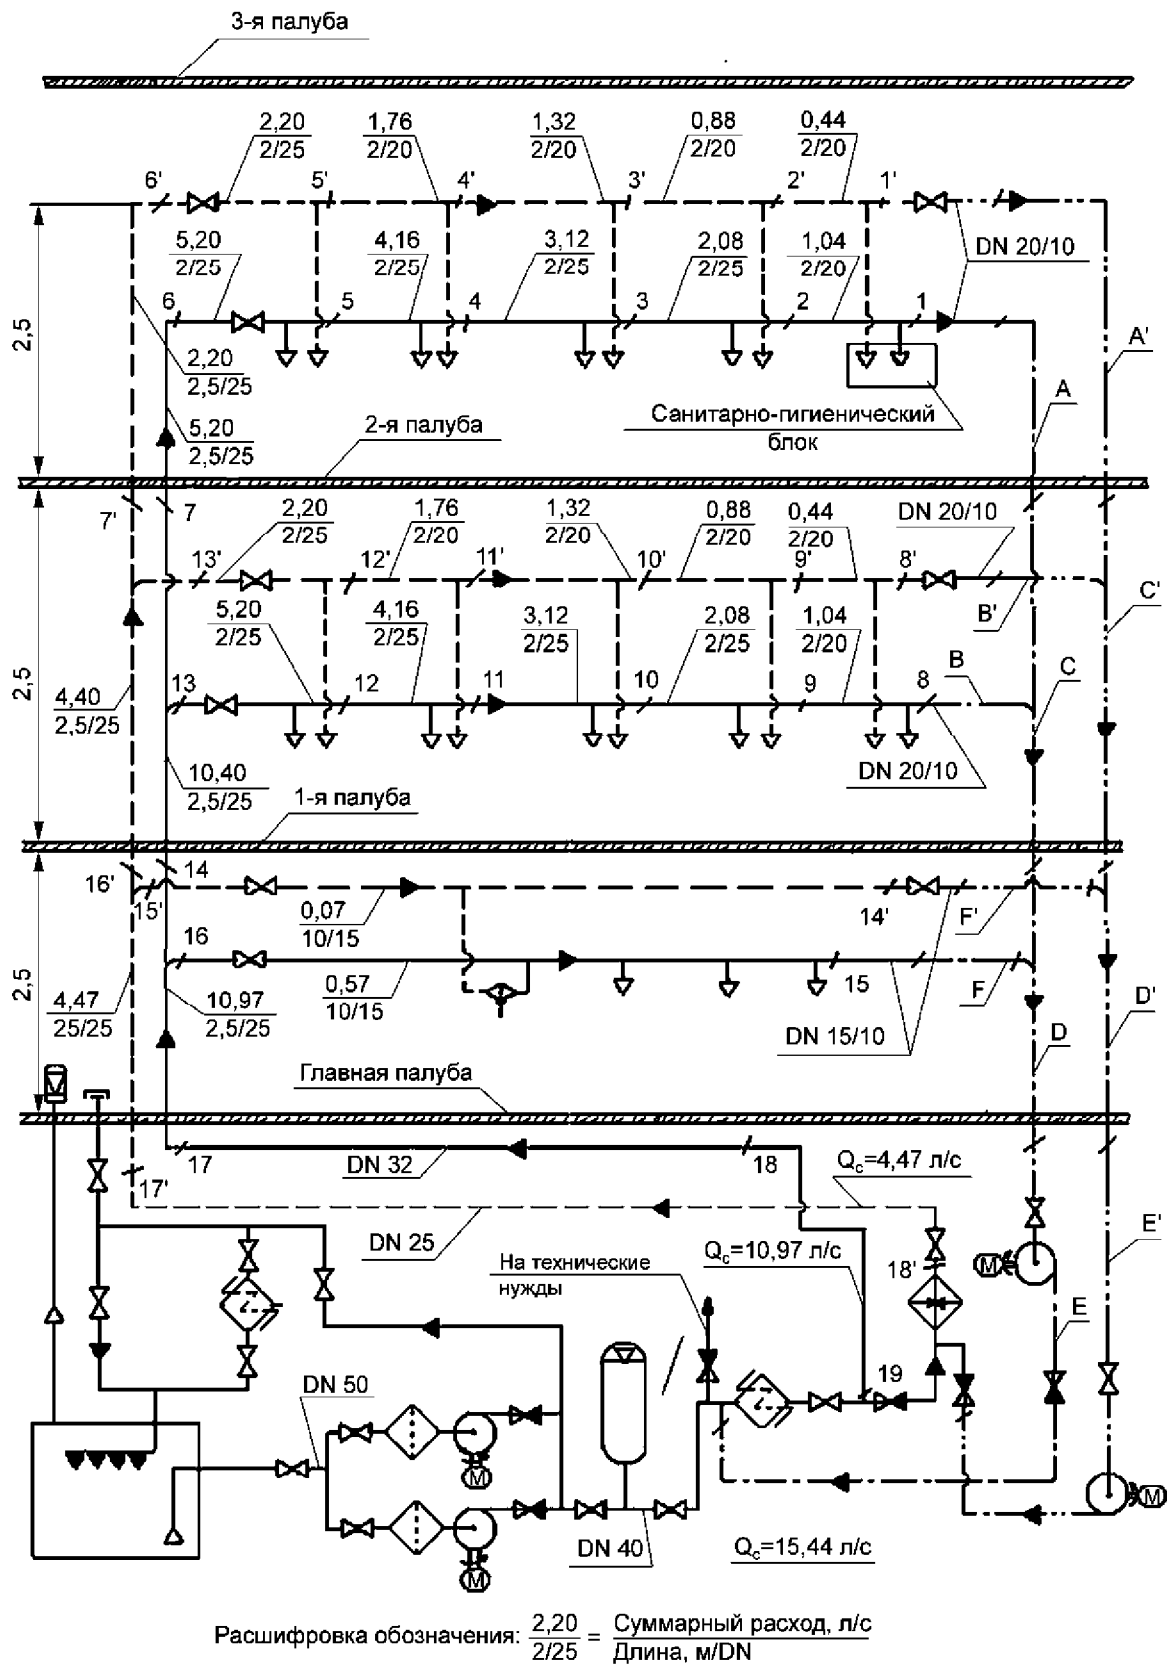 3-я палуба
2,20
2/25
1,76
2/20
1,32
2/20
0,88
2/20
0,44
2/20
6'
5'
4'
3'
2'
1'
5,20
2/25
4,16
2/25
3,12
2/25
2,08
2/25
1,04
2/20
DN 20/10
6
5
4
3
2
1
2,5
2,20
2,5/25
5,20
2,5/25
A'
A
Санитарно-гигиенический
блок
2-я палуба
7'
7
2,20
2/25
1,76
2/20
1,32
2/20
0,88
2/20
0,44
2/20
DN 20/10
13'
12'
11'
10'
9'
8'
B'
C'
5,20
2/25
4,16
2/25
3,12
2/25
2,08
2/25
1,04
2/20
2,5
13
12
11
10
9
8
B
C
4,40
2,5/25
10,40
2,5/25
DN 20/10
1-я палуба
14
16'
15'
0,07
10/15
14'
F'
16
2,5
4,47
25/25
10,97
2,5/25
0,57
10/15
15
F
DN 15/10
D
D'
Главная палуба
17
DN 32
18
Qc=4,47 л/с
17'
DN 25
На технические
нужды
Qc=10,97 л/с
18'
M
E'
E
19
DN 50
M
M
M
DN 40
Qc=15,44 л/с
Расшифровка обозначения: 2,20 = Суммарный расход, л/с
2/25 Длина, м/DN